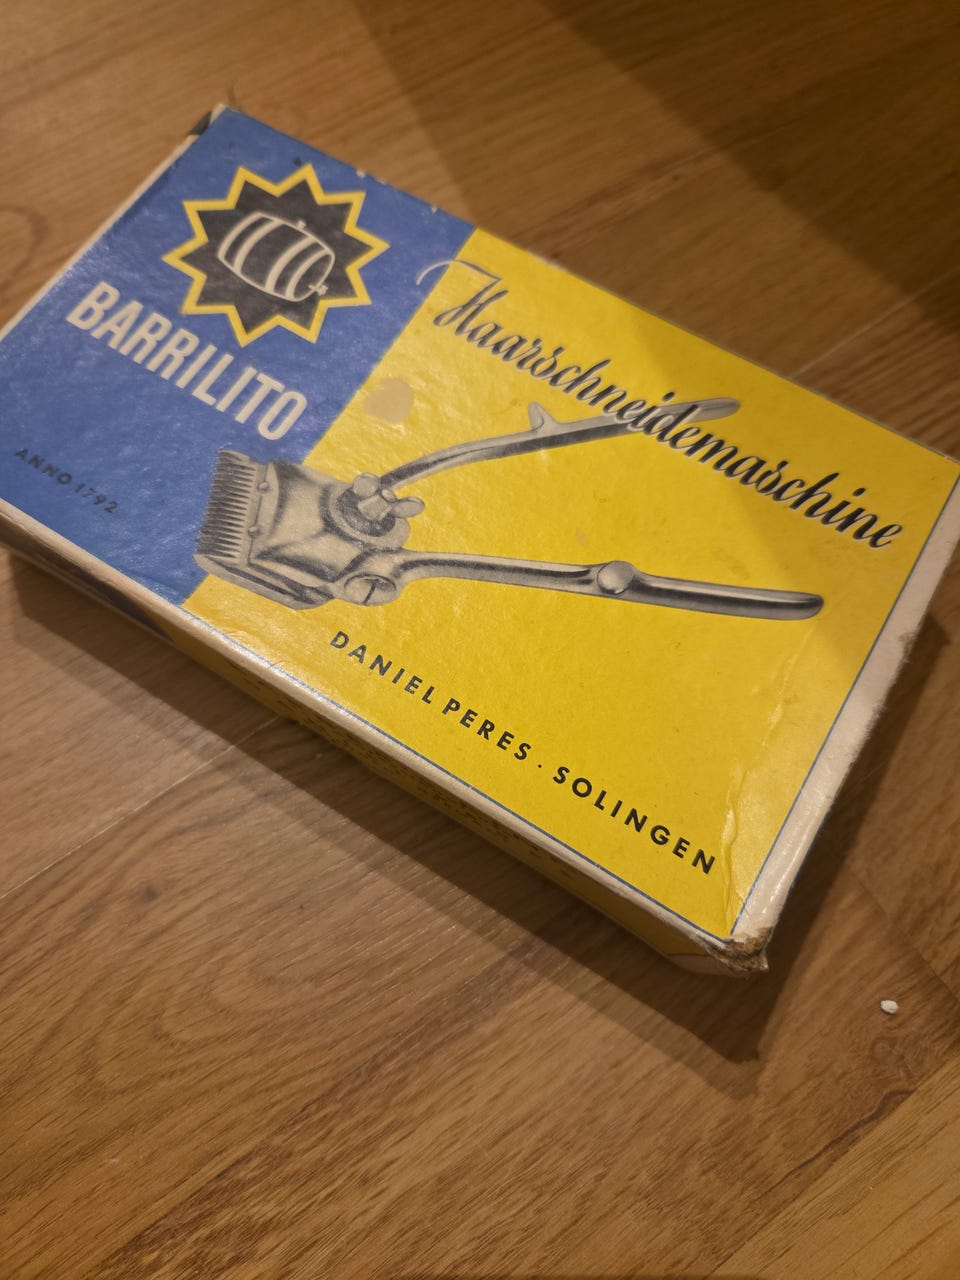 BARRILITO
ANNO 1792
Haarschneidemaschine
DANIEL PERES · SOLINGEN